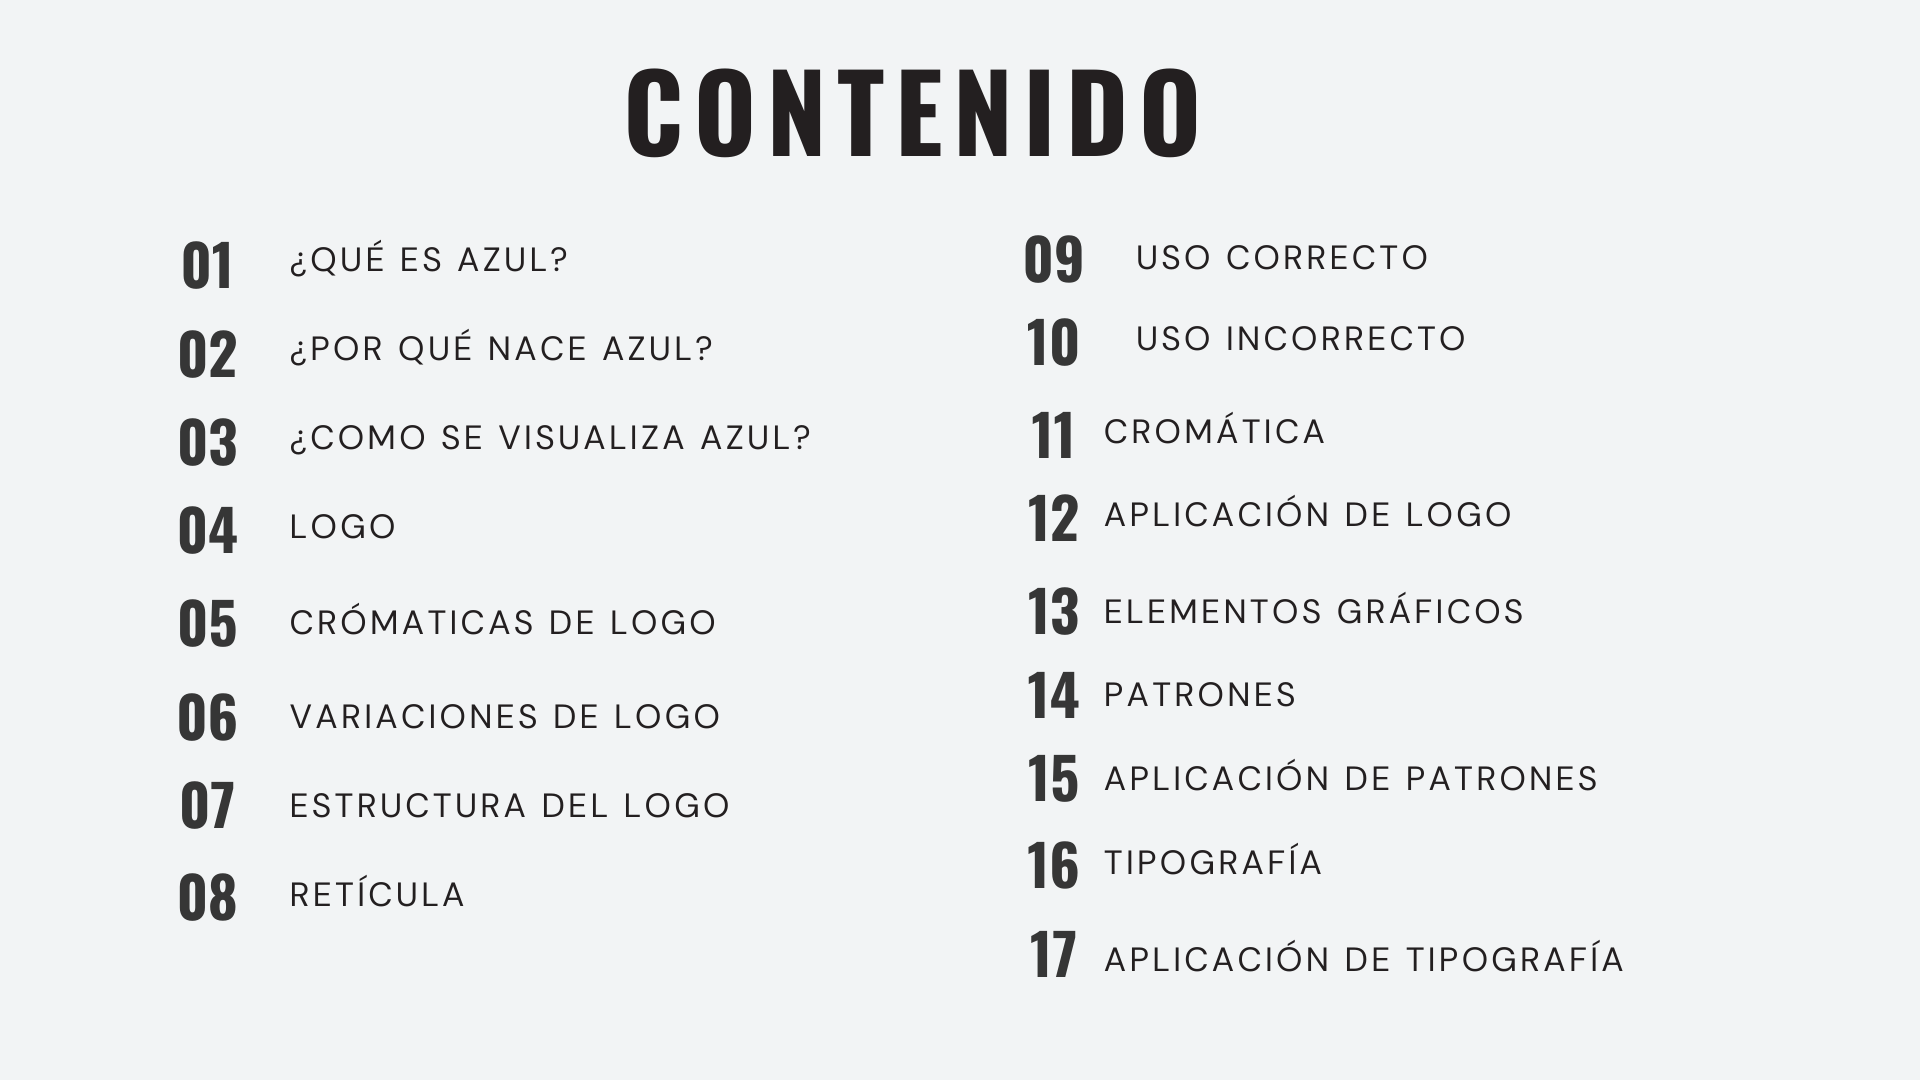 CONTENIDO
01 ¿QUÉ ES AZUL?
02 ¿POR QUÉ NACE AZUL?
03 ¿COMO SE VISUALIZA AZUL?
04 LOGO
05 CRÓMATICAS DE LOGO
06 VARIACIONES DE LOGO
07 ESTRUCTURA DEL LOGO
08 RETÍCULA
09 USO CORRECTO
10 USO INCORRECTO
11 CROMÁTICA
12 APLICACIÓN DE LOGO
13 ELEMENTOS GRÁFICOS
14 PATRONES
15 APLICACIÓN DE PATRONES
16 TIPOGRAFÍA
17 APLICACIÓN DE TIPOGRAFÍA